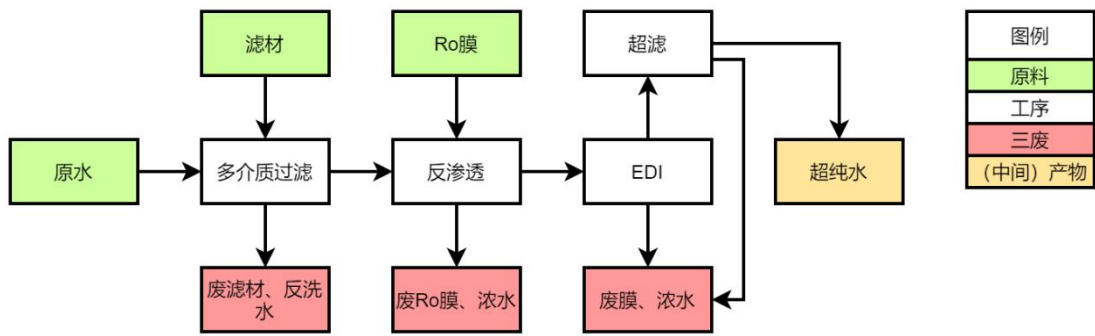 滤材
Ro膜
超滤
原水
多介质过滤
反渗透
EDI
超纯水
废滤材、反洗
水
废Ro膜、浓水
废膜、浓水
图例
原料
工序
三废
（中间）产物